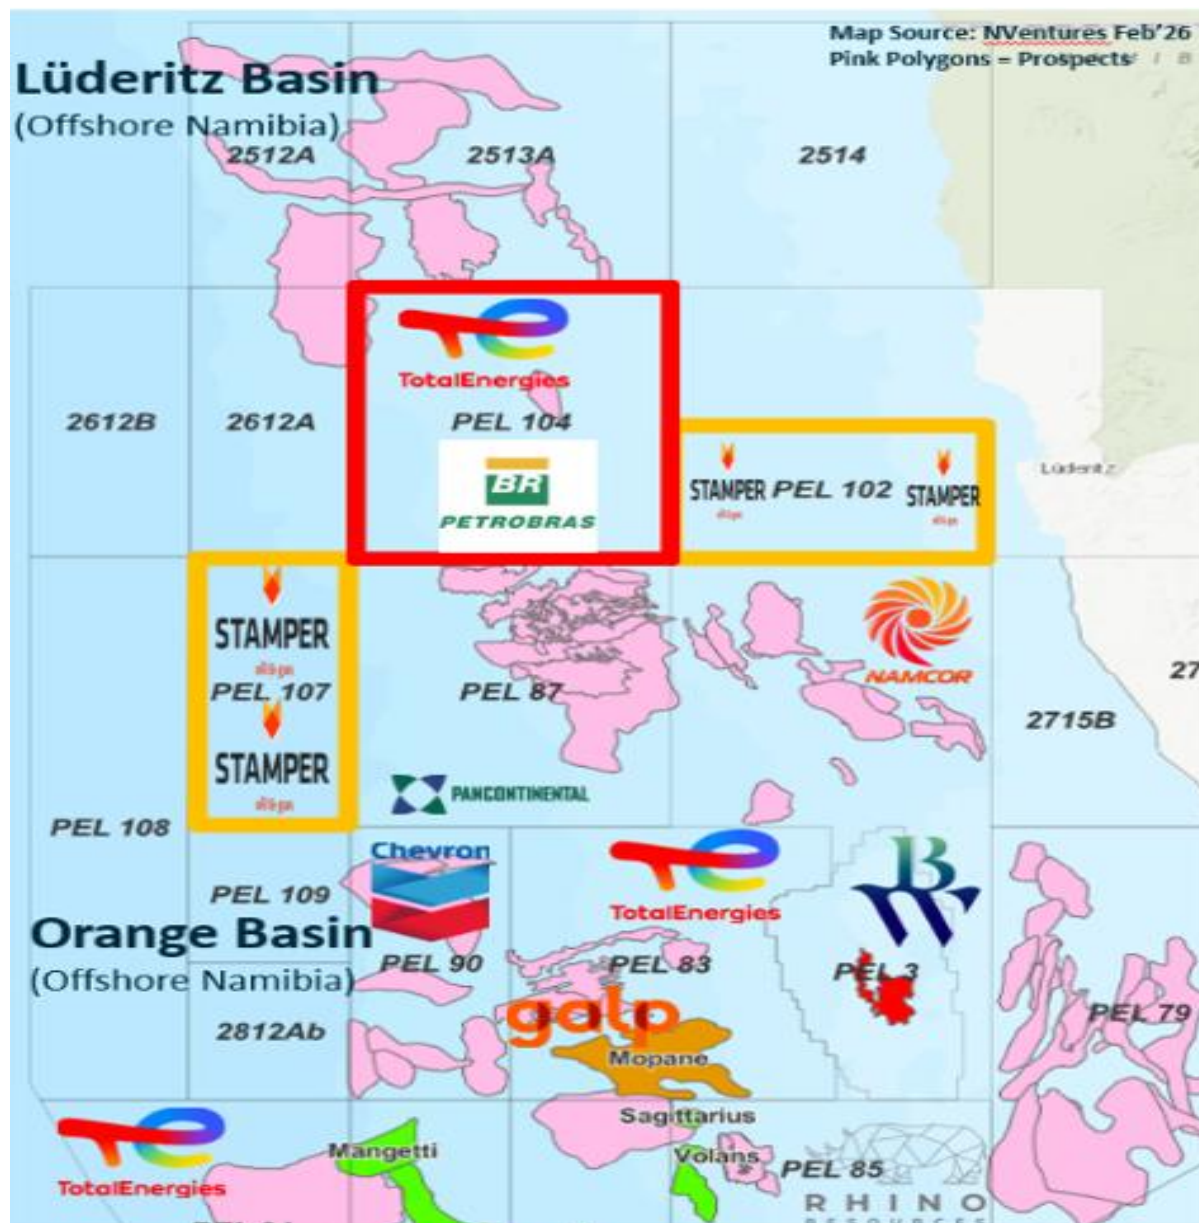 Map Source: NVentures Feb'26
Pink Polygons = Prospects
Lüderitz Basin
(Offshore Namibia)
2512A
2513A
2514
TotalEnergies
2612B
2612A
PEL 104
BR
PETROBRAS
STAMPER
PEL 102
STAMPER
Lüderitz
STAMPER
PEL 107
STAMPER
PEL 87
NAMCOR
27
2715B
PANCONTINENTAL
PEL 108
Chevron
TotalEnergies
BW
PEL 109
Orange Basin
(Offshore Namibia)
PEL 90
PEL 83
PEL 3
galp
PEL 79
2812Ab
Mopane
Sagittarius
TotalEnergies
Mangetti
Volans
PEL 85
RHINO
RESOURCES